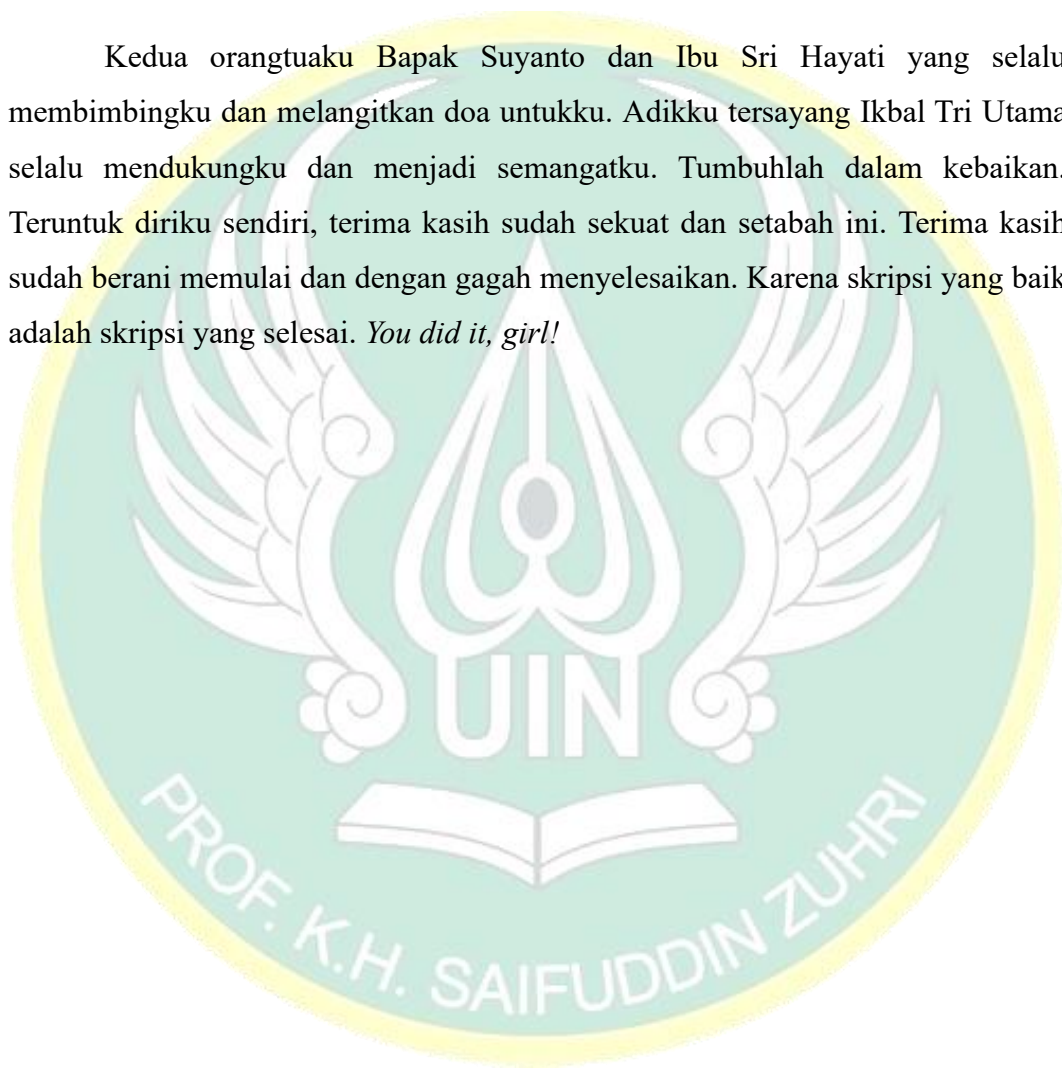 Kedua orangtuaku Bapak Suyanto dan Ibu Sri Hayati yang selalu
membimbingku dan melangitkan doa untukku. Adikku tersayang Ikbal Tri Utama
selalu mendukungku dan menjadi semangatku. Tumbuhlah dalam kebaikan.
Teruntuk diriku sendiri, terima kasih sudah sekuat dan setabah ini. Terima kasih
sudah berani memulai dan dengan gagah menyelesaikan. Karena skripsi yang baik
adalah skripsi yang selesai. You did it, girl!
UIN
PROF. K.H. SAIFUDDIN ZUHRI